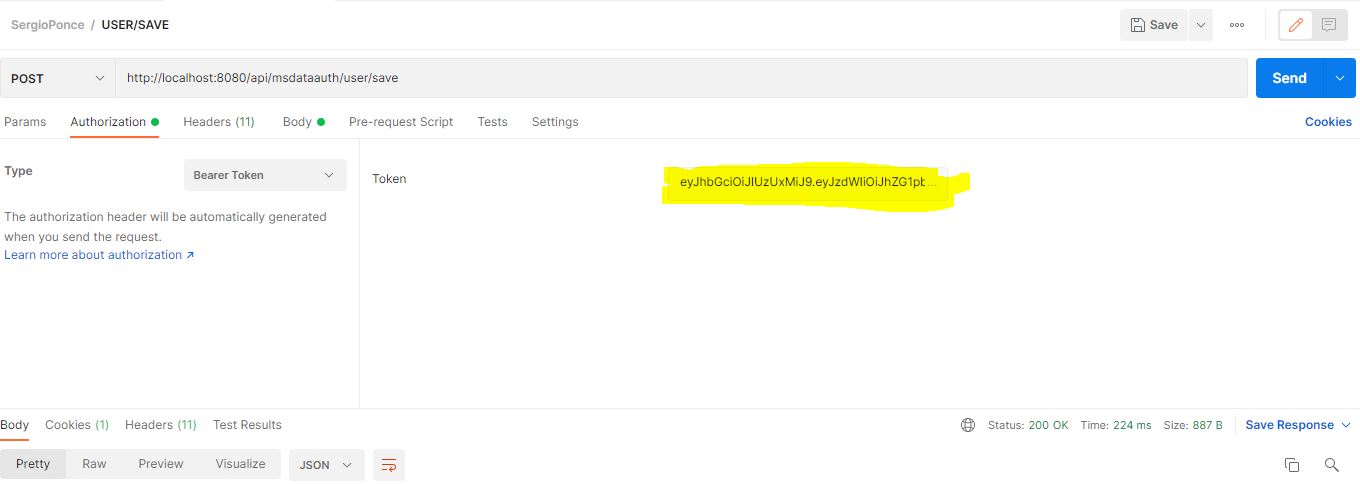 SergioPonce / USER/SAVE
Save
POST
http://localhost:8080/api/msdataauth/user/save
Send
Params
Authorization
Headers (11)
Body
Pre-request Script
Tests
Settings
Cookies
Type
Bearer Token
The authorization header will be automatically generated
when you send the request.
Learn more about authorization ↗
Token
eyJhbGciOiJIUzUxMiJ9.eyJzdWIiOiJhZG1pb...
Body
Cookies (1)
Headers (11)
Test Results
Status: 200 OK
Time: 224 ms
Size: 887 B
Save Response
Pretty
Raw
Preview
Visualize
JSON